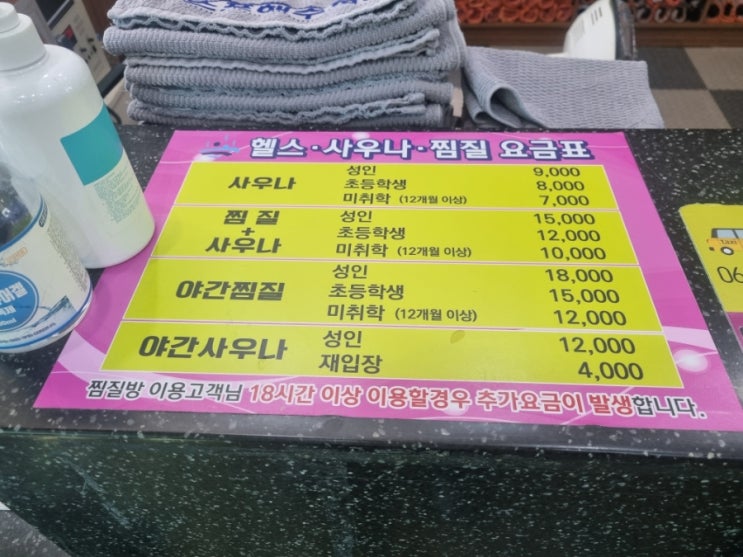 헬스·사우나·찜질 요금표
사우나
성인 9,000
초등학생 8,000
미취학 (12개월 이상) 7,000
찜질
+
사우나
성인 15,000
초등학생 12,000
미취학 (12개월 이상) 10,000
야간찜질
성인 18,000
초등학생 15,000
미취학 (12개월 이상) 12,000
야간사우나
성인 12,000
재입장 4,000
찜질방 이용고객님 18시간 이상 이용할경우 추가요금이 발생합니다.
TAXI
06